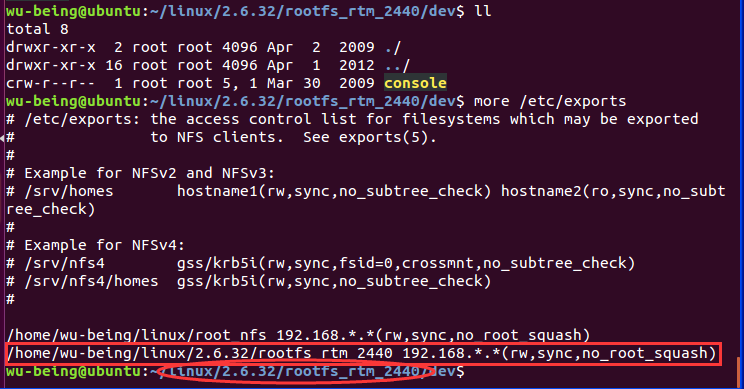 wu-being@ubuntu:~/linux/2.6.32/rootfs_rtm_2440/dev$ ll
total 8
drwxr-xr-x  2 root root 4096 Apr  2  2009 ./
drwxr-xr-x 16 root root 4096 Apr  1  2012 ../
crw-r--r--  1 root root 5, 1 Mar 30  2009 console
wu-being@ubuntu:~/linux/2.6.32/rootfs_rtm_2440/dev$ more /etc/exports
# /etc/exports: the access control list for filesystems which may be exported
#               to NFS clients.  See exports(5).
#
# Example for NFSv2 and NFSv3:
# /srv/homes       hostname1(rw,sync,no_subtree_check) hostname2(ro,sync,no_subt
ree_check)
#
# Example for NFSv4:
# /srv/nfs4        gss/krb5i(rw,sync,fsid=0,crossmnt,no_subtree_check)
# /srv/nfs4/homes  gss/krb5i(rw,sync,no_subtree_check)
#
/home/wu-being/linux/root_nfs 192.168.*.*(rw,sync,no_root_squash)
/home/wu-being/linux/2.6.32/rootfs_rtm_2440 192.168.*.*(rw,sync,no_root_squash)
wu-being@ubuntu:~/linux/2.6.32/rootfs_rtm_2440/dev$